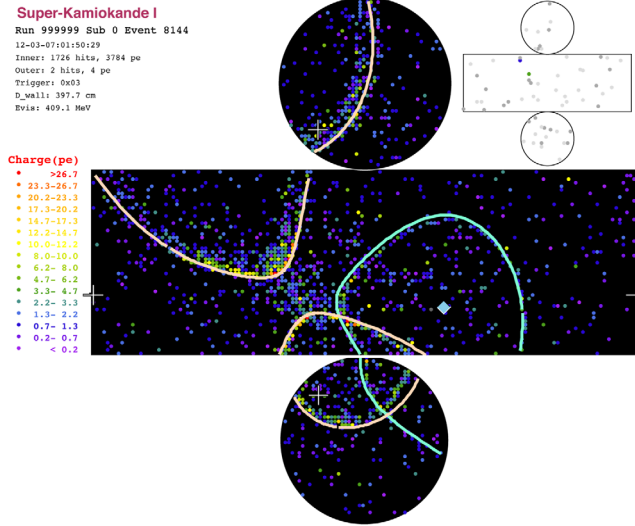 Super-Kamiokande I
Run 999999 Sub 0 Event 8144
12-03-07:01:50:29
Inner: 1726 hits, 3784 pe
Outer: 2 hits, 4 pe
Trigger: 0x03
D_wall: 397.7 cm
Evis: 409.1 MeV
Charge(pe)
>26.7
23.3-26.7
20.2-23.3
17.3-20.2
14.7-17.3
12.2-14.7
10.0-12.2
8.0-10.0
6.2- 8.0
4.7- 6.2
3.3- 4.7
2.2- 3.3
1.3- 2.2
0.7- 1.3
0.2- 0.7
< 0.2